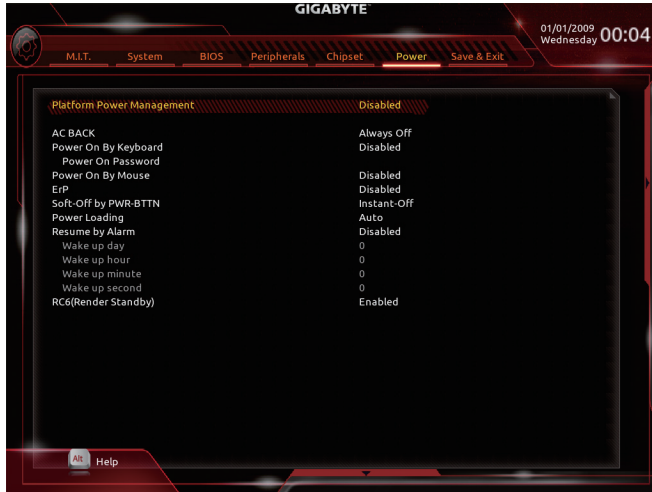 GIGABYTE™
01/01/2009
Wednesday 00:04
M.I.T. System BIOS Peripherals Chipset Power Save & Exit
Platform Power Management Disabled
AC BACK Always Off
Power On By Keyboard Disabled
Power On Password
Power On By Mouse Disabled
ErP Disabled
Soft-Off by PWR-BTTN Instant-Off
Power Loading Auto
Resume by Alarm Disabled
Wake up day 0
Wake up hour 0
Wake up minute 0
Wake up second 0
RC6(Render Standby) Enabled
Alt Help